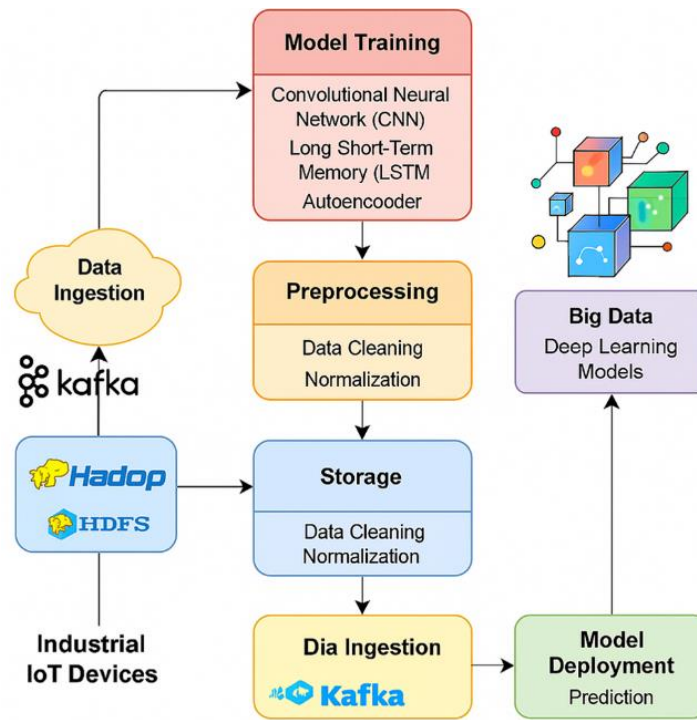 Model Training
Convolutional Neural
Network (CNN)
Long Short-Term
Memory (LSTM
Autoencooder
Data
Ingestion
kafka
Preprocessing
Data Cleaning
Normalization
Big Data
Deep Learning
Models
Hadop
HDFS
Storage
Data Cleaning
Normalization
Industrial
IoT Devices
Dia Ingestion
Kafka
Model
Deployment
Prediction